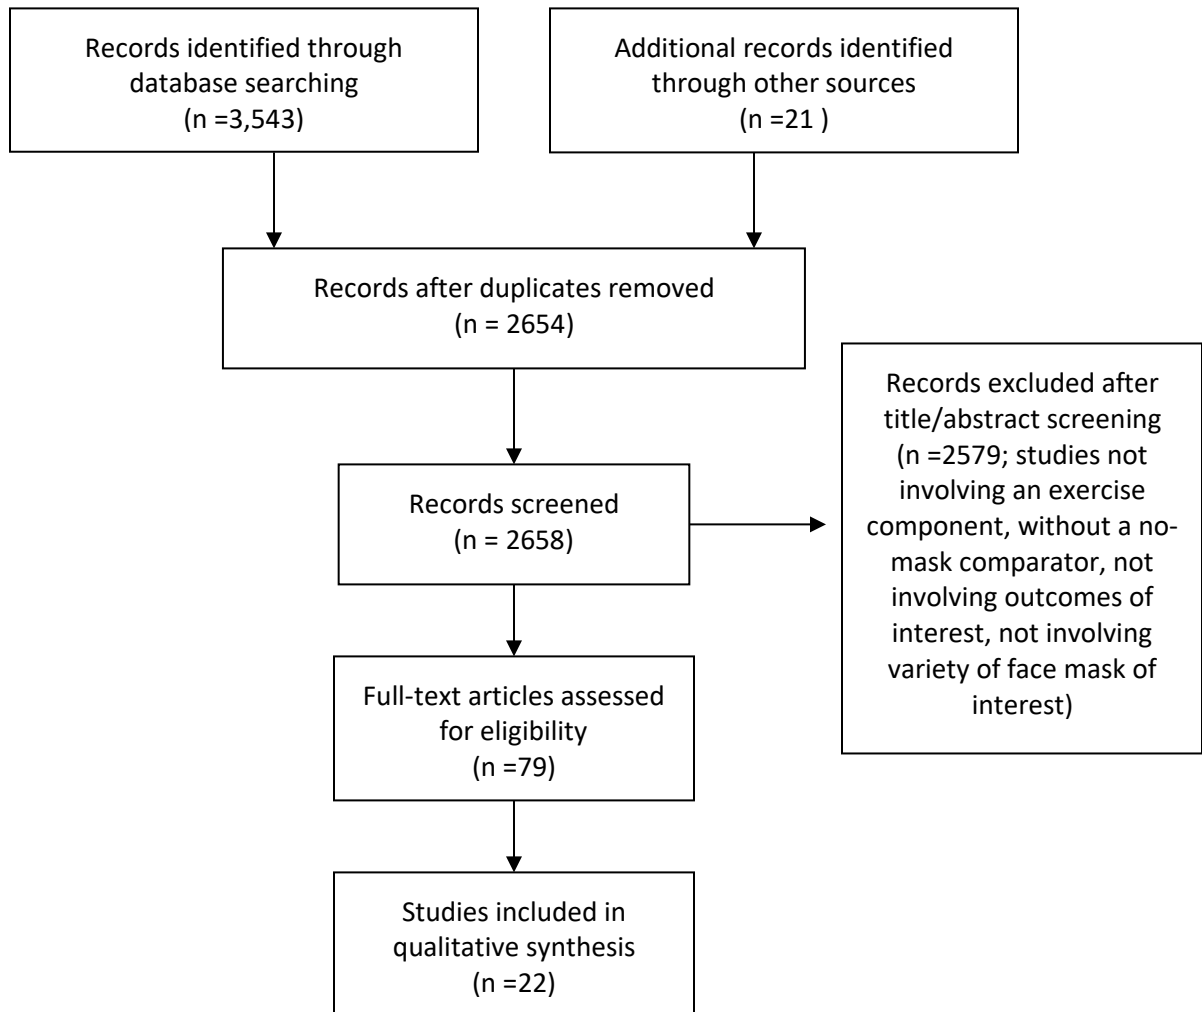 Records identified through
database searching
(n =3,543)
Additional records identified
through other sources
(n =21 )
Records after duplicates removed
(n = 2654)
Records screened
(n = 2658)
Records excluded after
title/abstract screening
(n =2579; studies not
involving an exercise
component, without a no-
mask comparator, not
involving outcomes of
interest, not involving
variety of face mask of
interest)
Full-text articles assessed
for eligibility
(n =79)
Studies included in
qualitative synthesis
(n =22)